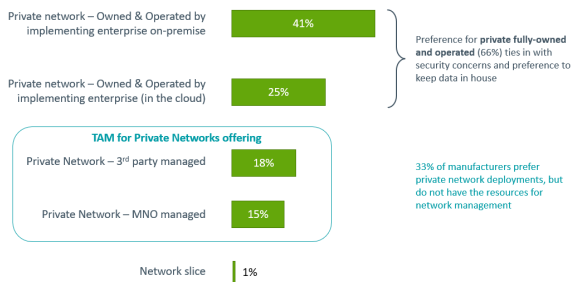 Private network – Owned & Operated by
implementing enterprise on-premise
41%
Preference for private fully-owned
and operated (66%) ties in with
security concerns and preference to
keep data in house
Private network – Owned & Operated by
implementing enterprise (in the cloud)
25%
TAM for Private Networks offering
Private Network – 3rd party managed
18%
33% of manufacturers prefer
private network deployments, but
do not have the resources for
network management
Private Network – MNO managed
15%
Network slice
1%